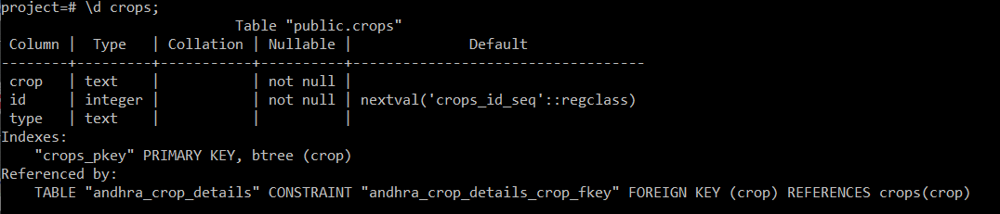 project=# \d crops;
                             Table "public.crops"
 Column |  Type   | Collation | Nullable |              Default
--------+---------+-----------+----------+-----------------------------------
 crop   | text    |           | not null |
 id     | integer |           | not null | nextval('crops_id_seq'::regclass)
 type   | text    |           |          |
Indexes:
    "crops_pkey" PRIMARY KEY, btree (crop)
Referenced by:
    TABLE "andhra_crop_details" CONSTRAINT "andhra_crop_details_crop_fkey" FOREIGN KEY (crop) REFERENCES crops(crop)